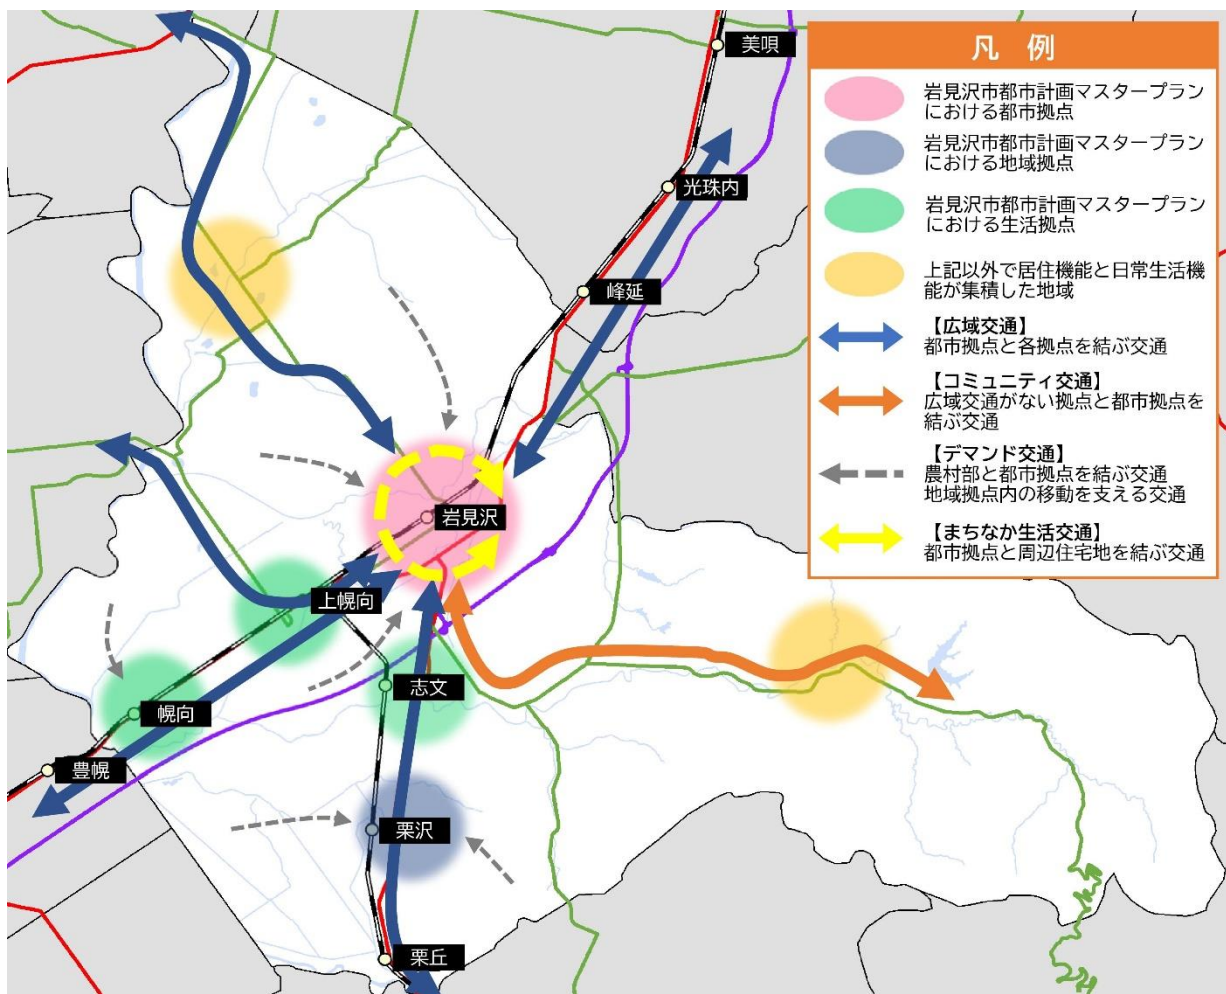 美唄
光珠内
峰延
岩見沢
上幌向
志文
幌向
豊幌
栗沢
栗丘
凡 例
岩見沢市都市計画マスタープラン
における都市拠点
岩見沢市都市計画マスタープラン
における地域拠点
岩見沢市都市計画マスタープラン
における生活拠点
上記以外で居住機能と日常生活機
能が集積した地域
【広域交通】
都市拠点と各拠点を結ぶ交通
【コミュニティ交通】
広域交通がない拠点と都市拠点を
結ぶ交通
【デマンド交通】
農村部と都市拠点を結ぶ交通
地域拠点内の移動を支える交通
【まちなか生活交通】
都市拠点と周辺住宅地を結ぶ交通